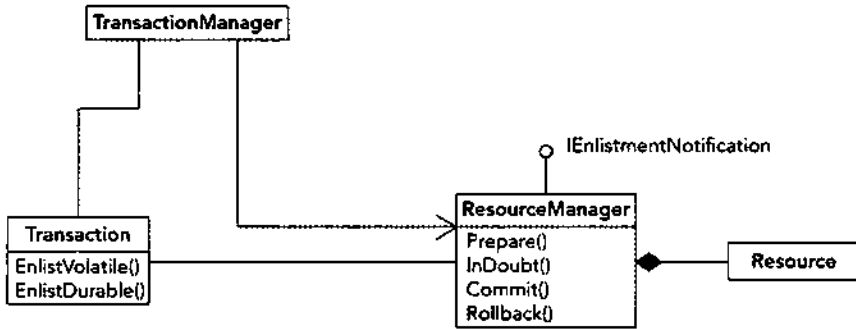 TransactionManager
IEnlistmentNotification
ResourceManager
Prepare()
InDoubt()
Commit()
Rollback()
Transaction
EnlistVolatile()
EnlistDurable()
Resource